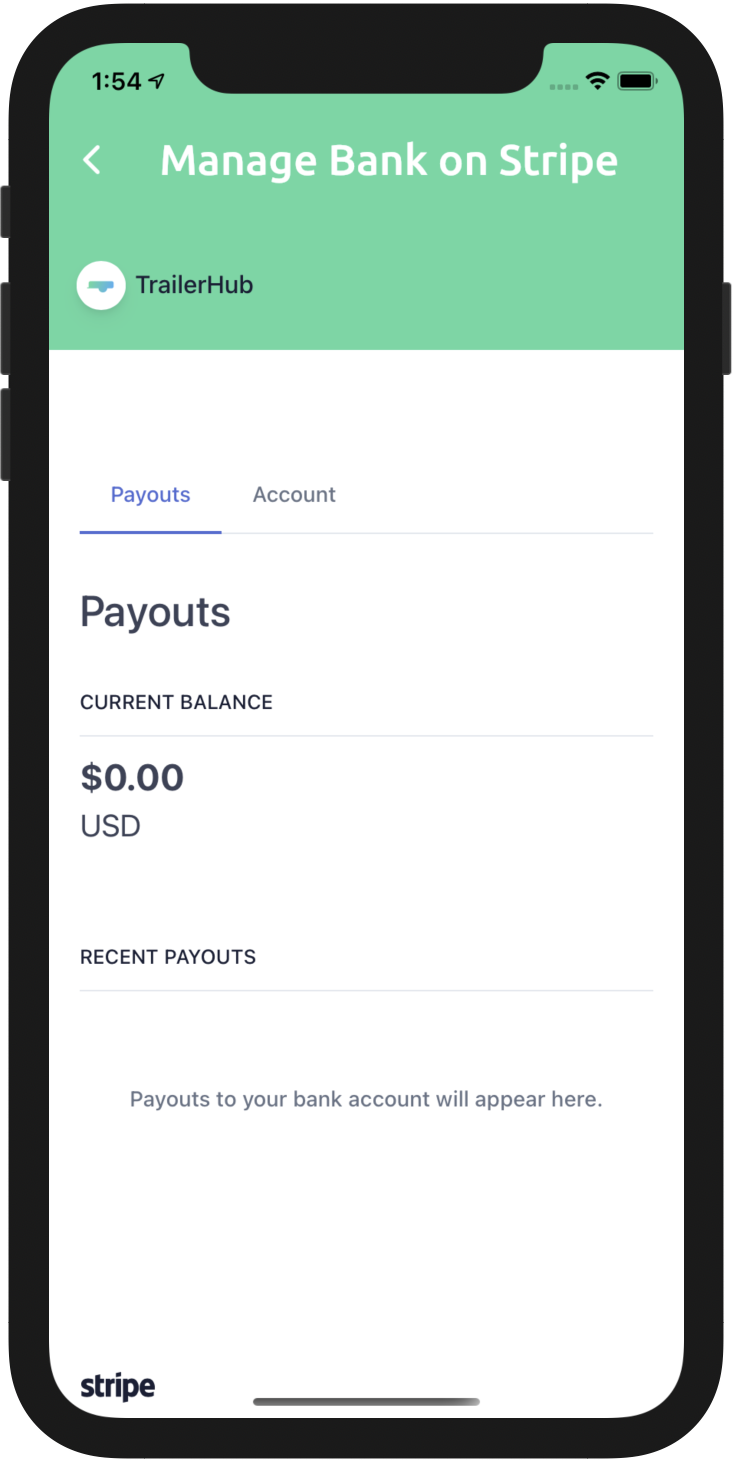 1:54
Manage Bank on Stripe
TrailerHub
Payouts Account
Payouts
CURRENT BALANCE
$0.00
USD
RECENT PAYOUTS
Payouts to your bank account will appear here.
stripe